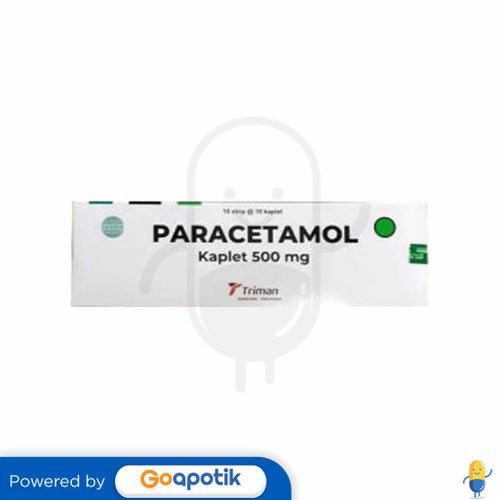 10 strip @ 10 kaplet
PARACETAMOL
Kaplet 500 mg
Triman
Powered by Goapotik